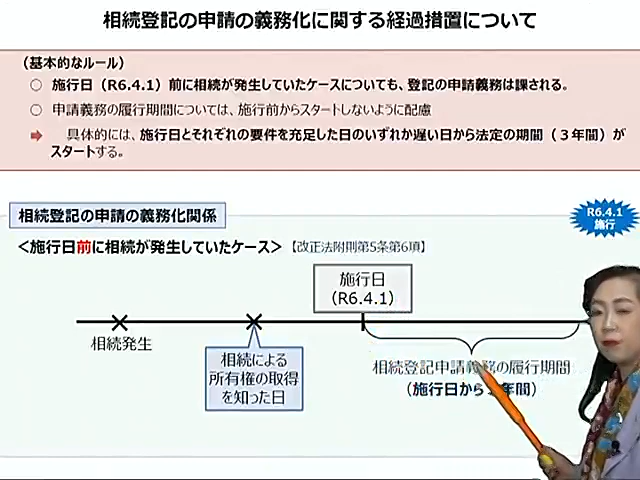 相続登記の申請の義務化に関する経過措置について
（基本的なルール）
○ 施行日（R6.4.1）前に相続が発生していたケースについても、登記の申請義務は課される。
○ 申請義務の履行期間については、施行前からスタートしないように配慮
⇒ 具体的には、施行日とそれぞれの要件を充足した日のいずれか遅い日から法定の期間（３年間）が
スタートする。
R6.4.1
施行
相続登記の申請の義務化関係
＜施行日前に相続が発生していたケース＞【改正法附則第5条第6項】
施行日
（R6.4.1）
相続発生
相続による
所有権の取得
を知った日
相続登記申請義務の履行期間
（施行日から 年間）